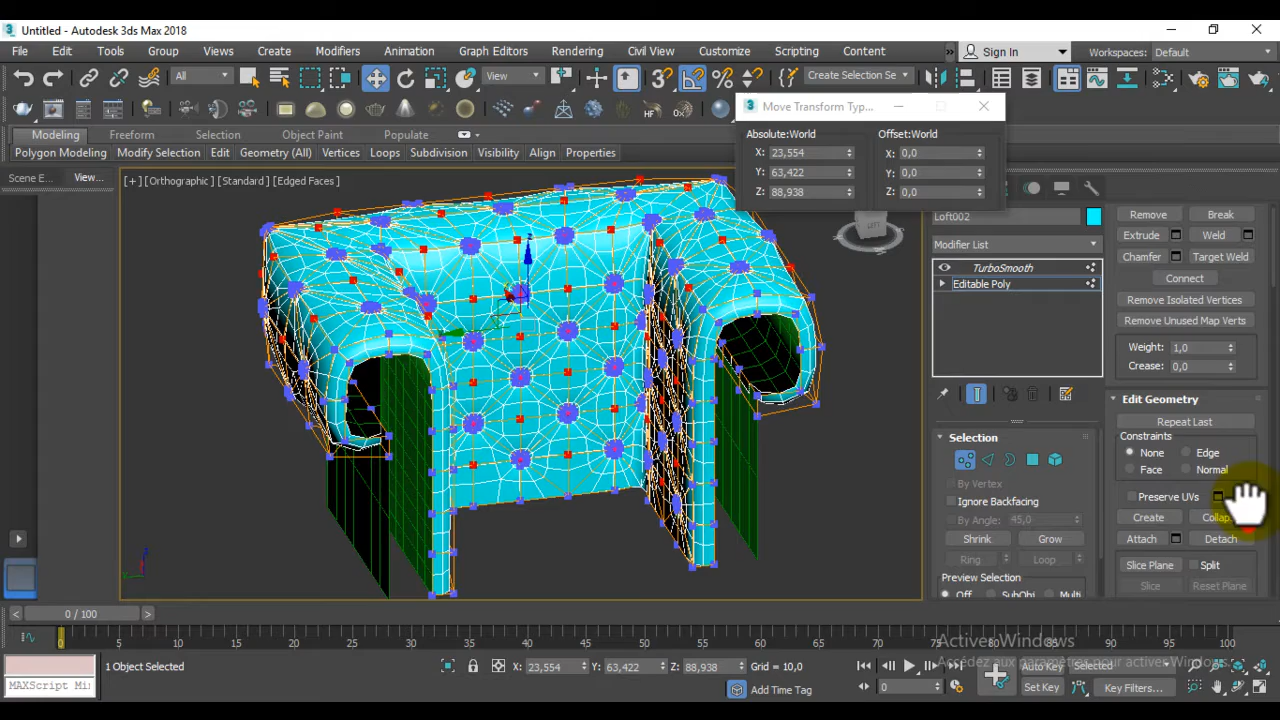 Untitled - Autodesk 3ds Max 2018
File Edit Tools Group Views Create Modifiers Animation Graph Editors Rendering Civil View Customize Scripting Content » Sign In Workspaces: Default
All View Create Selection Se
Modeling Freeform Selection Object Paint Populate
Polygon Modeling Modify Selection Edit Geometry (All) Vertices Loops Subdivision Visibility Align Properties
Move Transform Typ...
Absolute:World Offset:World
X: 23,554 X: 0,0
Y: 63,422 Y: 0,0
Z: 88,938 Z: 0,0
Scene E... View...
[+] [Orthographic] [Standard] [Edged Faces]
LEFT
Loft002
Modifier List
TurboSmooth
Editable Poly
Selection
By Vertex
Ignore Backfacing
By Angle: 45,0
Shrink Grow
Ring Loop
Preview Selection
Off SubObj Multi
Remove Break
Extrude Weld
Chamfer Target Weld
Connect
Remove Isolated Vertices
Remove Unused Map Verts
Weight: 1,0
Crease: 0,0
Edit Geometry
Repeat Last
Constraints
None Edge
Face Normal
Preserve UVs
Create Collap
Attach Detach
Slice Plane Split
Slice Reset Plane
< 0 / 100 >
0 5 10 15 20 25 30 35 40 45 50 55 60 65 70 75 80 85 90 95 100
Activer Windows
Accédez aux paramètres pour activer Windows.
MAXScript Mi
1 Object Selected
X: 23,554 Y: 63,422 Z: 88,938 Grid = 10,0
Add Time Tag
0
Auto Key Selected
Set Key Key Filters...